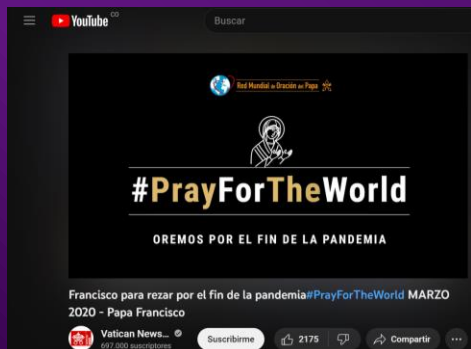 YouTube CO
Buscar
Red Mundial de Oración del Papa
#PrayForTheWorld
OREMOS POR EL FIN DE LA PANDEMIA
Francisco para rezar por el fin de la pandemia#PrayForTheWorld MARZO
2020 - Papa Francisco
Vatican News...
697.000 suscriptores
Suscribirme
2175
Compartir